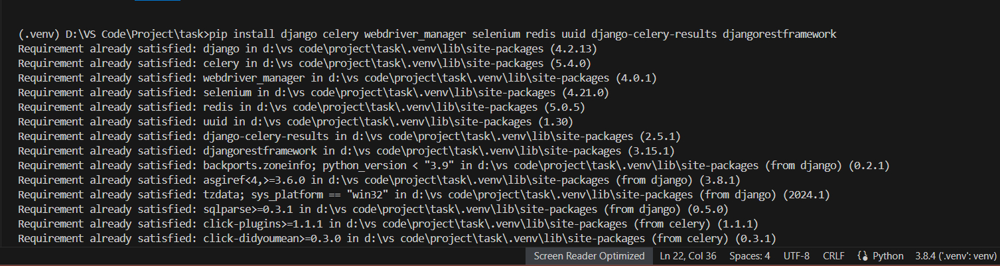 (.venv) D:\VS Code\Project\task>pip install django celery webdriver_manager selenium redis uuid django-celery-results djangorestframework
Requirement already satisfied: django in d:\vs code\project\task\.venv\lib\site-packages (4.2.13)
Requirement already satisfied: celery in d:\vs code\project\task\.venv\lib\site-packages (5.4.0)
Requirement already satisfied: webdriver_manager in d:\vs code\project\task\.venv\lib\site-packages (4.0.1)
Requirement already satisfied: selenium in d:\vs code\project\task\.venv\lib\site-packages (4.21.0)
Requirement already satisfied: redis in d:\vs code\project\task\.venv\lib\site-packages (5.0.5)
Requirement already satisfied: uuid in d:\vs code\project\task\.venv\lib\site-packages (1.30)
Requirement already satisfied: django-celery-results in d:\vs code\project\task\.venv\lib\site-packages (2.5.1)
Requirement already satisfied: djangorestframework in d:\vs code\project\task\.venv\lib\site-packages (3.15.1)
Requirement already satisfied: backports.zoneinfo; python_version < "3.9" in d:\vs code\project\task\.venv\lib\site-packages (from django) (0.2.1)
Requirement already satisfied: asgiref<4,>=3.6.0 in d:\vs code\project\task\.venv\lib\site-packages (from django) (3.8.1)
Requirement already satisfied: tzdata; sys_platform == "win32" in d:\vs code\project\task\.venv\lib\site-packages (from django) (2024.1)
Requirement already satisfied: sqlparse>=0.3.1 in d:\vs code\project\task\.venv\lib\site-packages (from django) (0.5.0)
Requirement already satisfied: click-plugins>=1.1.1 in d:\vs code\project\task\.venv\lib\site-packages (from celery) (1.1.1)
Requirement already satisfied: click-didyoumean>=0.3.0 in d:\vs code\project\task\.venv\lib\site-packages (from celery) (0.3.1)
Screen Reader Optimized Ln 22, Col 36 Spaces: 4 UTF-8 CRLF Python 3.8.4 ('.venv': venv)